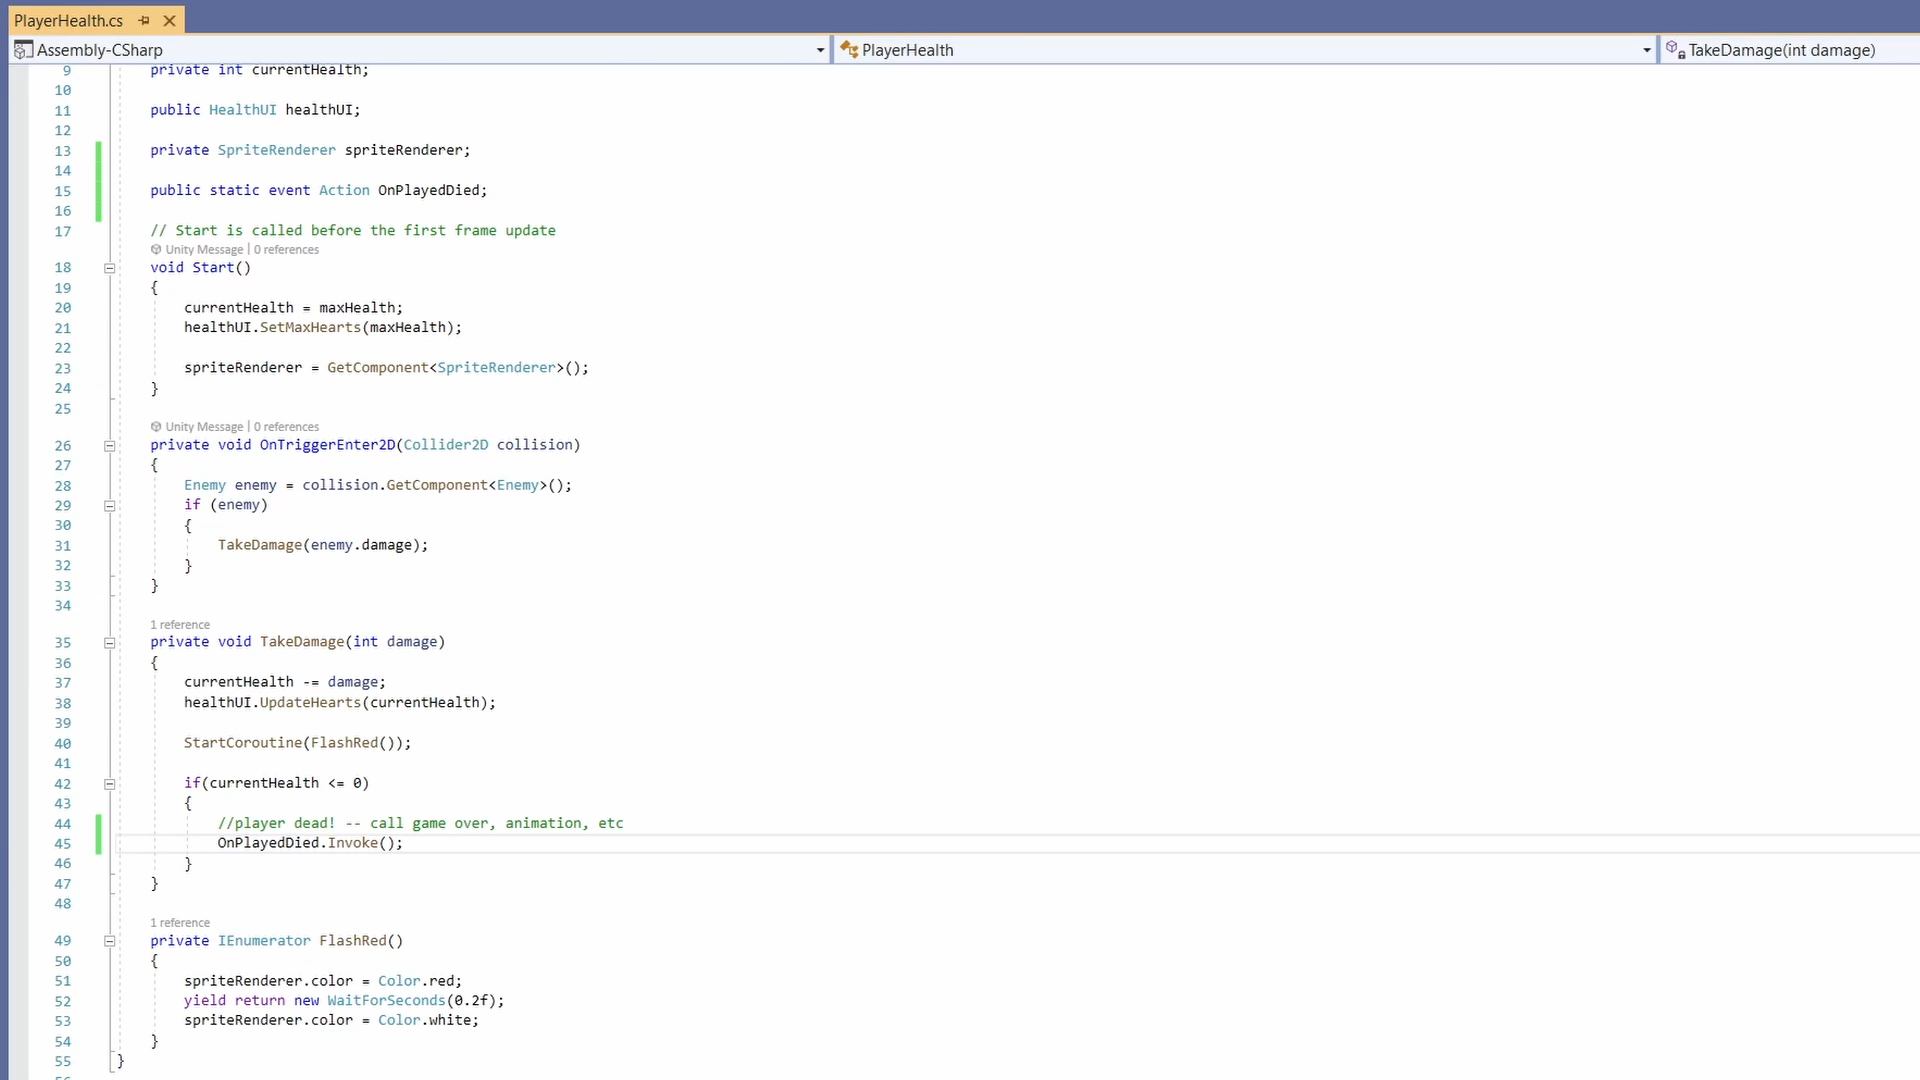 PlayerHealth.cs
Assembly-CSharp PlayerHealth TakeDamage(int damage)
9 private int currentHealth;
10
11 public HealthUI healthUI;
12
13 private SpriteRenderer spriteRenderer;
14
15 public static event Action OnPlayedDied;
16
17 // Start is called before the first frame update
Unity Message | 0 references
18 void Start()
19 {
20 currentHealth = maxHealth;
21 healthUI.SetMaxHearts(maxHealth);
22
23 spriteRenderer = GetComponent<SpriteRenderer>();
24 }
25
Unity Message | 0 references
26 private void OnTriggerEnter2D(Collider2D collision)
27 {
28 Enemy enemy = collision.GetComponent<Enemy>();
29 if (enemy)
30 {
31 TakeDamage(enemy.damage);
32 }
33 }
34
1 reference
35 private void TakeDamage(int damage)
36 {
37 currentHealth -= damage;
38 healthUI.UpdateHearts(currentHealth);
39
40 StartCoroutine(FlashRed());
41
42 if(currentHealth <= 0)
43 {
44 //player dead! -- call game over, animation, etc
45 OnPlayedDied.Invoke();
46 }
47 }
48
1 reference
49 private IEnumerator FlashRed()
50 {
51 spriteRenderer.color = Color.red;
52 yield return new WaitForSeconds(0.2f);
53 spriteRenderer.color = Color.white;
54 }
55 }